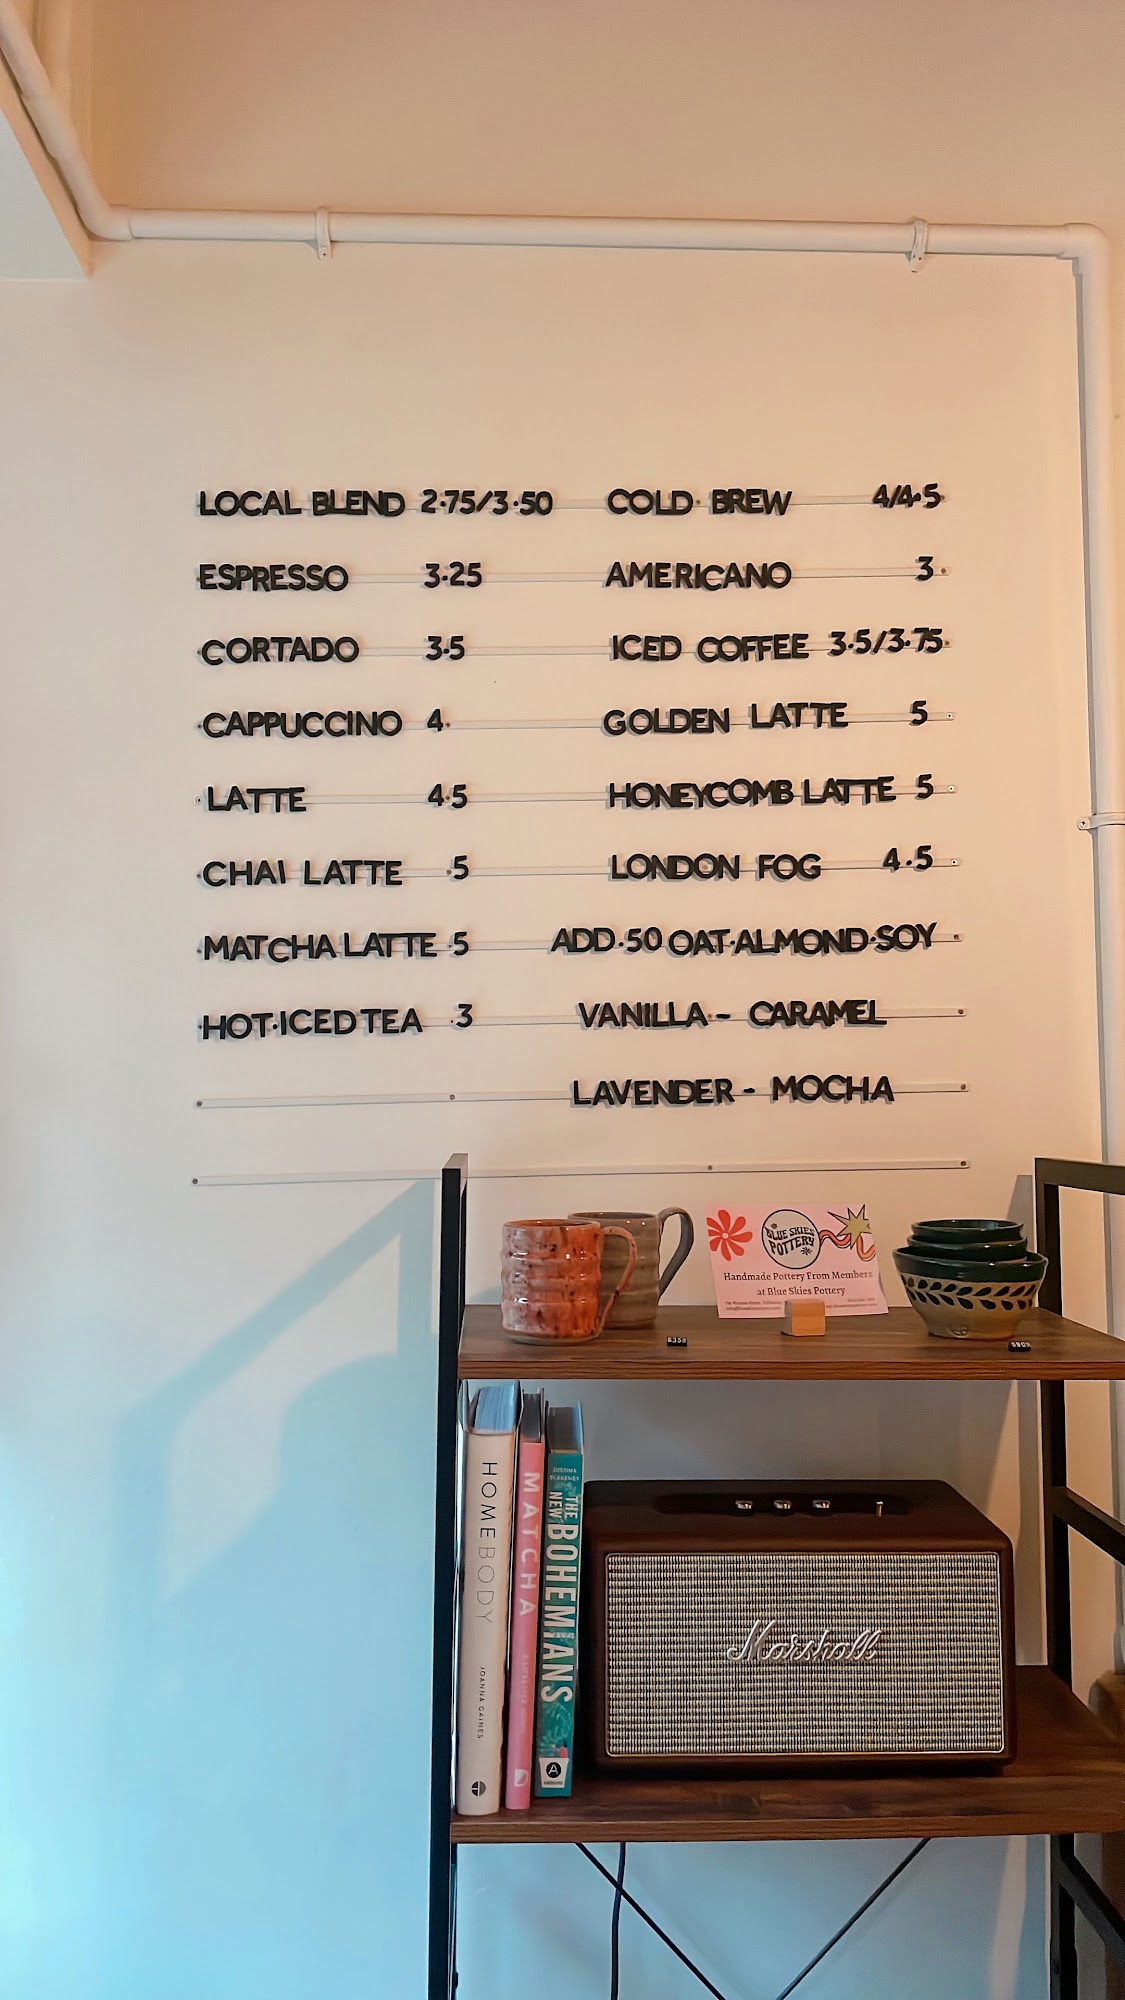 LOCAL BLEND 2.75/3.50
ESPRESSO 3.25
CORTADO 3.5
CAPPUCCINO 4
LATTE 4.5
CHAI LATTE 5
MATCHA LATTE 5
HOT·ICED TEA 3
COLD BREW 4/4.5
AMERICANO 3
ICED COFFEE 3.5/3.75
GOLDEN LATTE 5
HONEYCOMB LATTE 5
LONDON FOG 4.5
ADD .50 OAT·ALMOND·SOY
VANILLA - CARAMEL
LAVENDER - MOCHA
BLUE SKIES
POTTERY
Handmade Pottery From Members
at Blue Skies Pottery
HOMEBODY
JOANNA GAINES
MATCHA
JUSTINA
BLAKENEY
THE
NEW
BOHEMIANS
Marshall